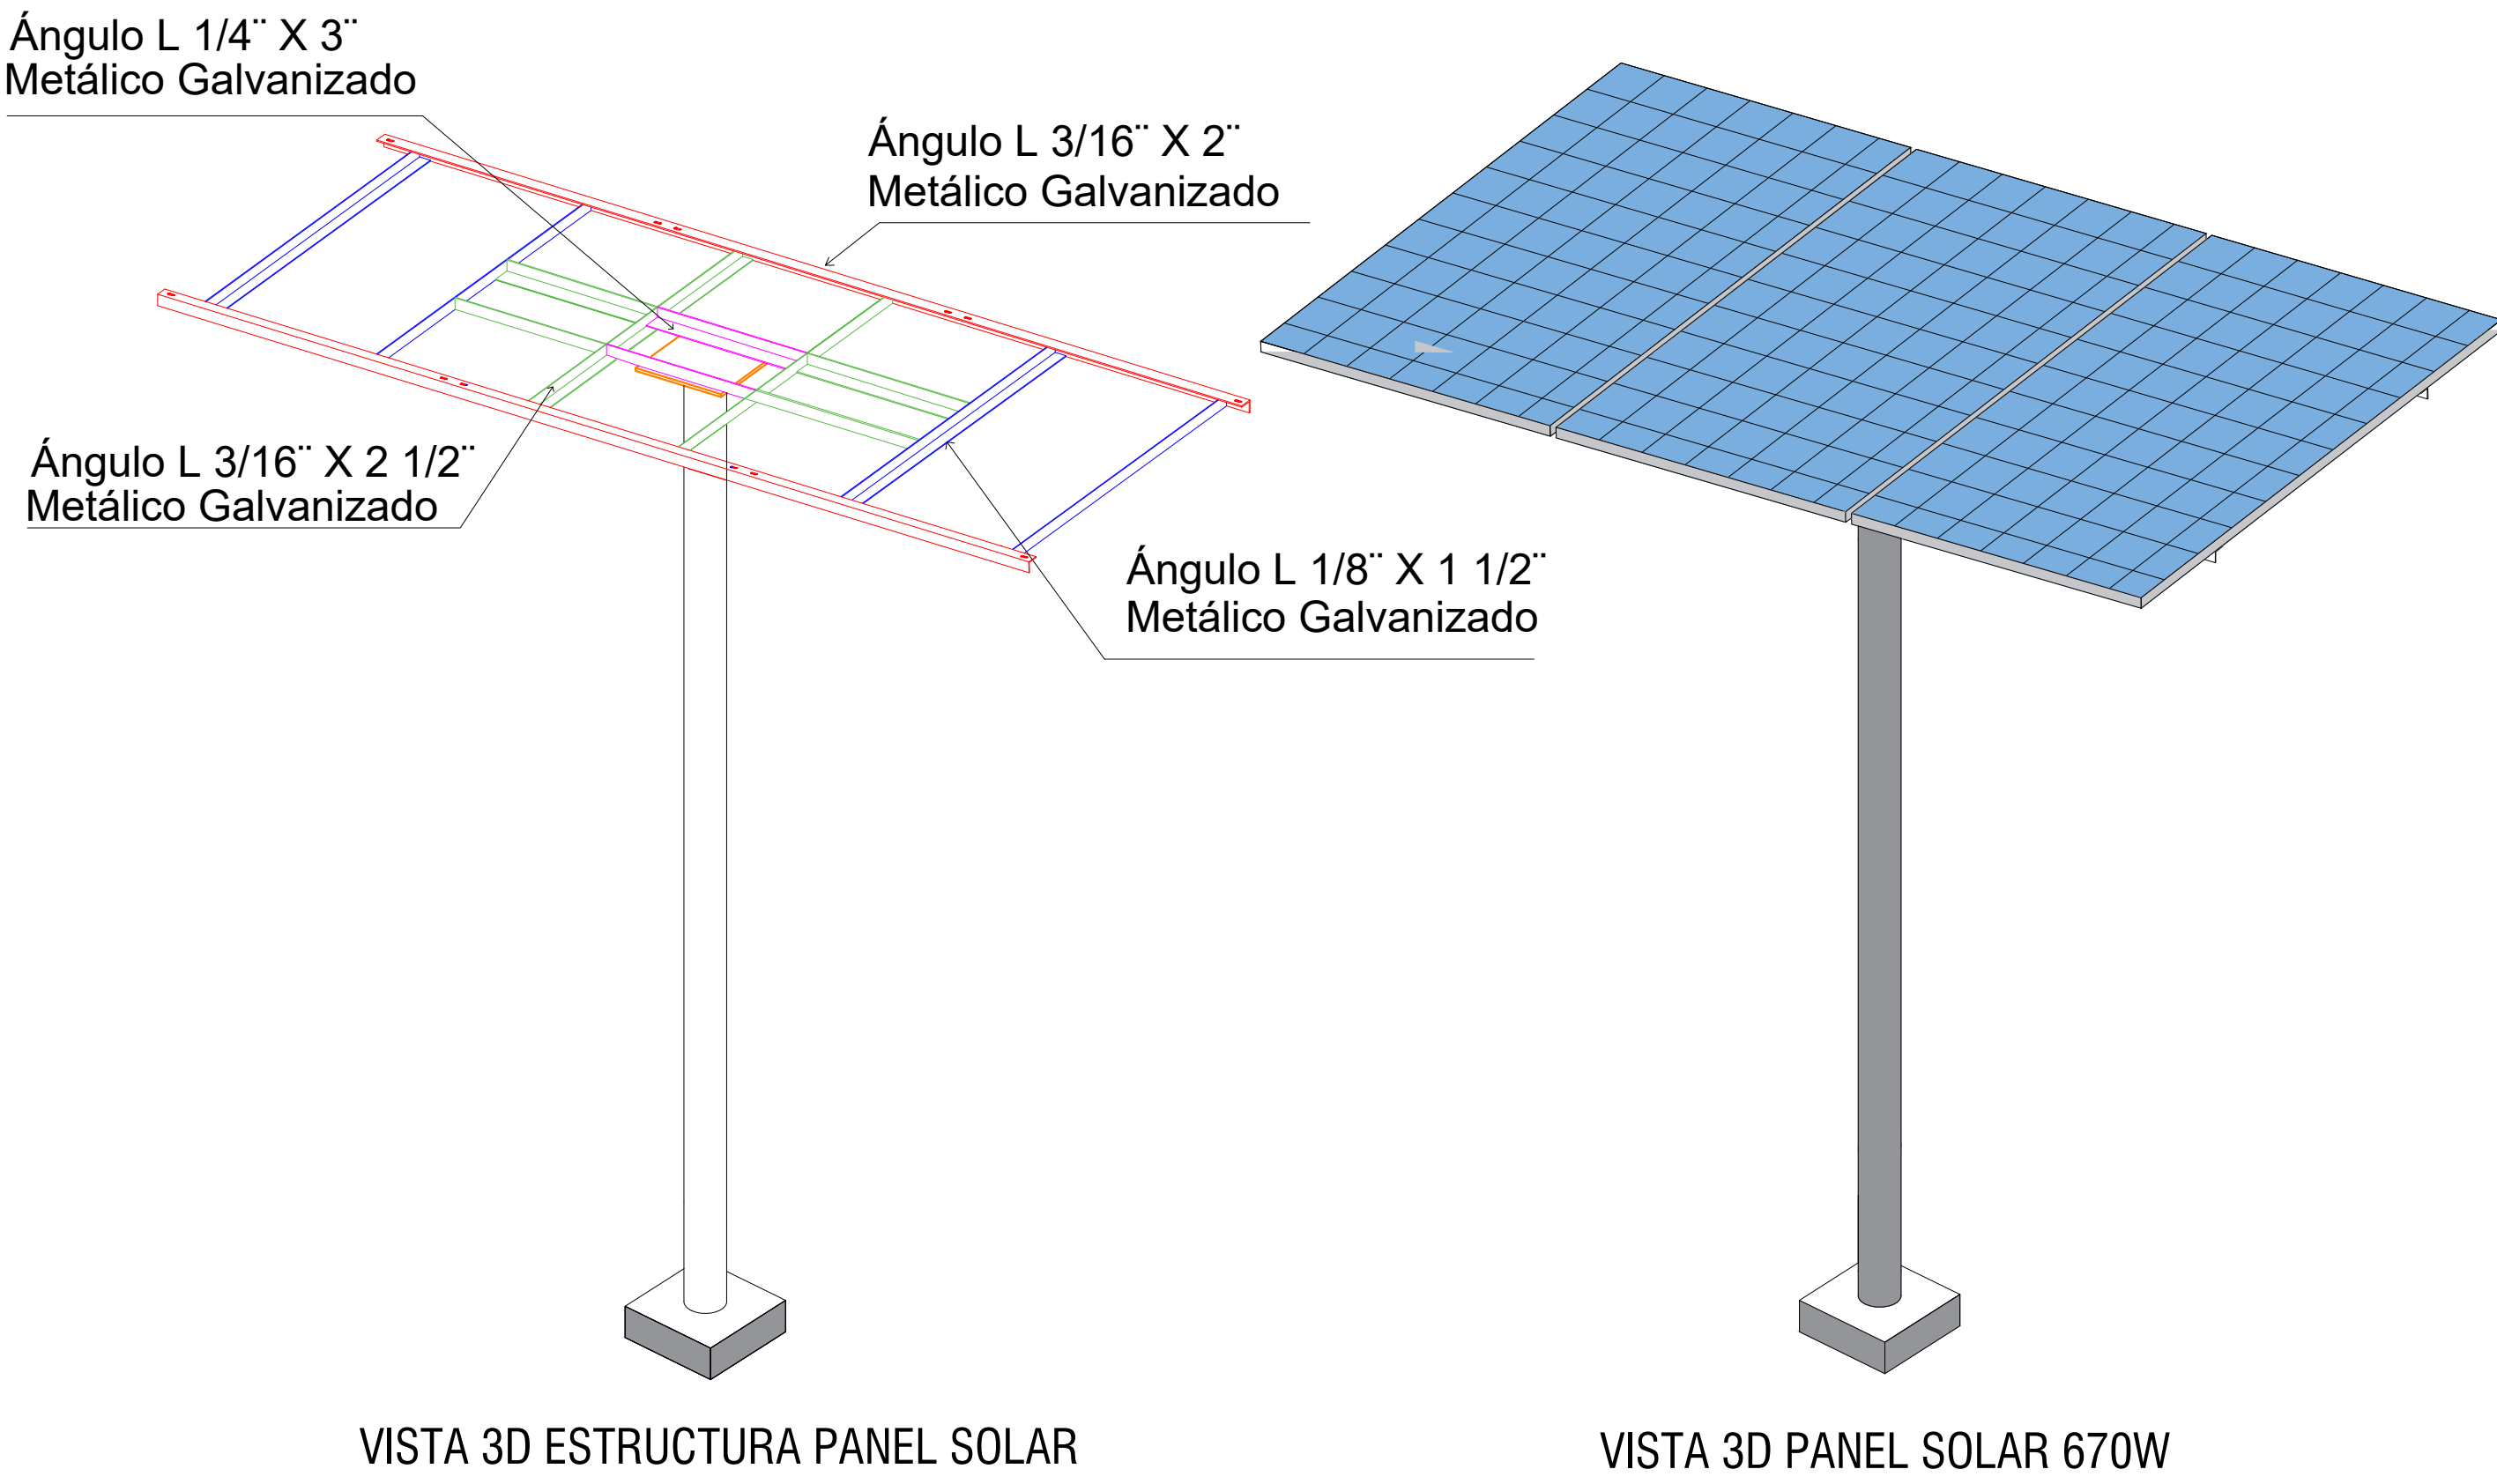 Ángulo L 1/4¨ X 3¨
Metálico Galvanizado
Ángulo L 3/16¨ X 2¨
Metálico Galvanizado
Ángulo L 3/16¨ X 2 1/2¨
Metálico Galvanizado
Ángulo L 1/8¨ X 1 1/2¨
Metálico Galvanizado
VISTA 3D ESTRUCTURA PANEL SOLAR
VISTA 3D PANEL SOLAR 670W